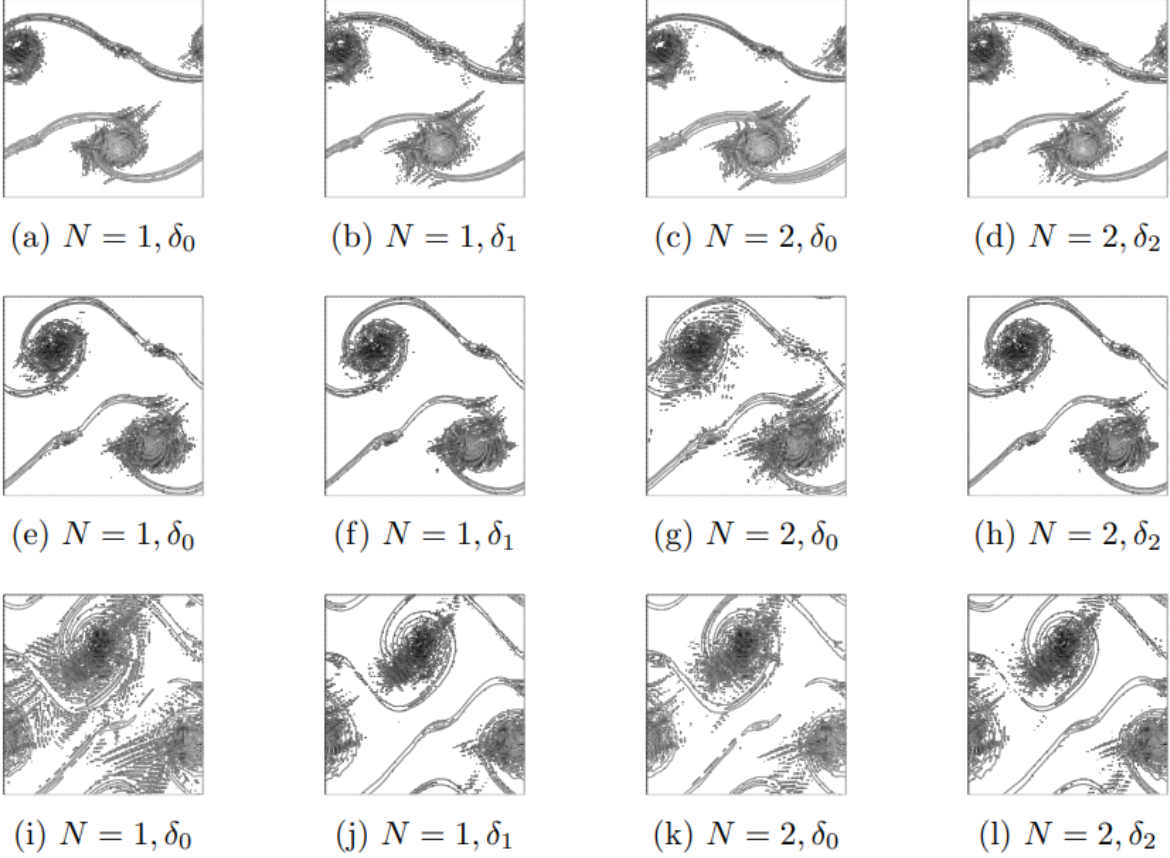 (a) N = 1, δ₀ (b) N = 1, δ₁ (c) N = 2, δ₀ (d) N = 2, δ₂
(e) N = 1, δ₀ (f) N = 1, δ₁ (g) N = 2, δ₀ (h) N = 2, δ₂
(i) N = 1, δ₀ (j) N = 1, δ₁ (k) N = 2, δ₀ (l) N = 2, δ₂